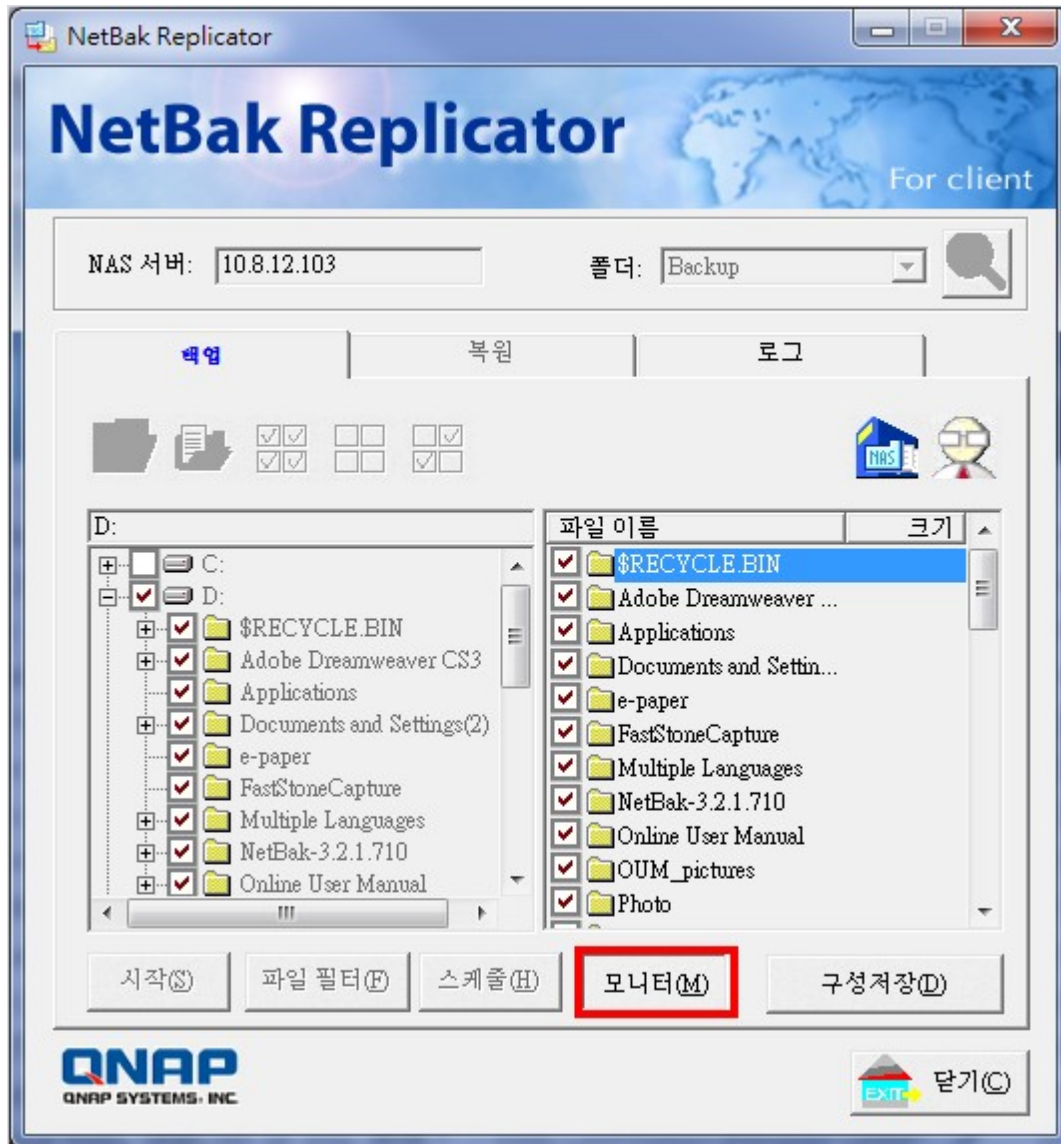 NetBak Replicator
NetBak Replicator
For client
NAS 서버: 10.8.12.103 폴더: Backup
백업 복원 로그
NAS
D:
C:
D:
$RECYCLE.BIN
Adobe Dreamweaver CS3
Applications
Documents and Settings(2)
e-paper
FastStoneCapture
Multiple Languages
NetBak-3.2.1.710
Online User Manual
파일 이름 크기
$RECYCLE.BIN
Adobe Dreamweaver ...
Applications
Documents and Settin...
e-paper
FastStoneCapture
Multiple Languages
NetBak-3.2.1.710
Online User Manual
OUM_pictures
Photo
시작(S) 파일 필터(F) 스케줄(H) 모니터(M) 구성저장(D)
QNAP
QNAP SYSTEMS, INC.
EXIT 닫기(C)